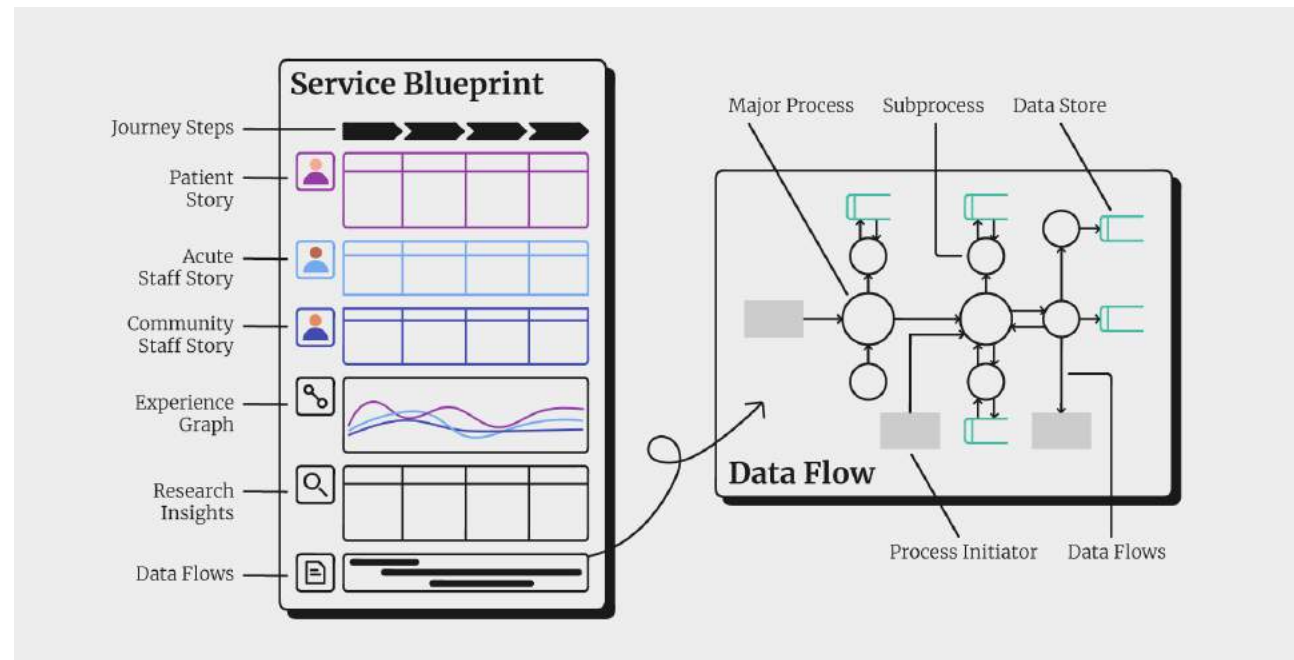 Service Blueprint
Journey Steps
Patient
Story
Acute
Staff Story
Community
Staff Story
Experience
Graph
Research
Insights
Data Flows
Major Process
Subprocess
Data Store
Data Flow
Process Initiator
Data Flows